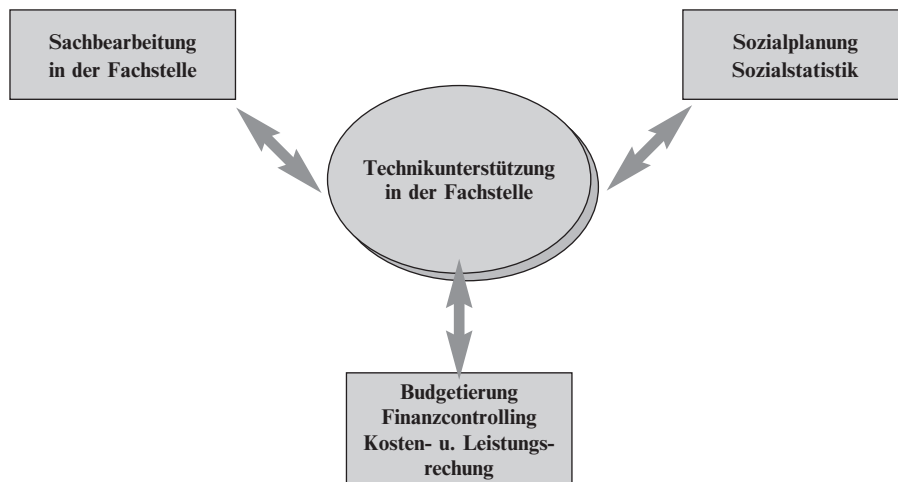 Sachbearbeitung
in der Fachstelle
Sozialplanung
Sozialstatistik
Technikunterstützung
in der Fachstelle
Budgetierung
Finanzcontrolling
Kosten- u. Leistungs-
rechung